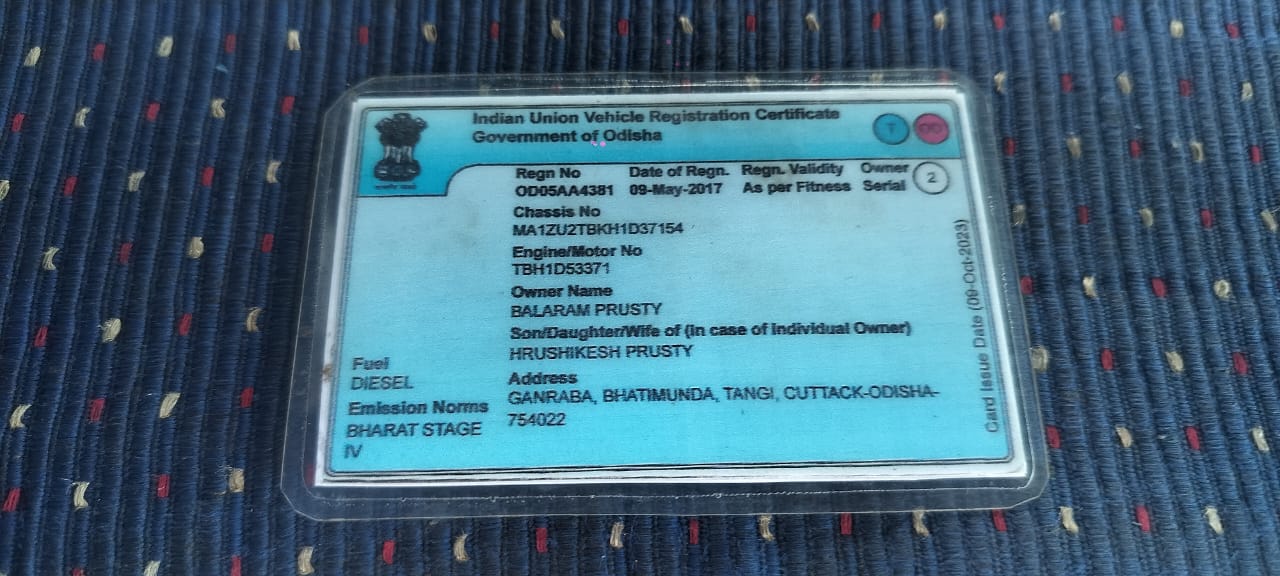 Indian Union Vehicle Registration Certificate
Government of Odisha
T OD
Regn No Date of Regn. Regn. Validity Owner Serial 2
OD05AA4381 09-May-2017 As per Fitness
Chassis No
MA1ZU2TBKH1D37154
Engine/Motor No
TBH1D53371
Owner Name
BALARAM PRUSTY
Son/Daughter/Wife of (in case of Individual Owner)
HRUSHIKESH PRUSTY
Fuel
DIESEL
Emission Norms
BHARAT STAGE
IV
Address
GANRABA, BHATIMUNDA, TANGI, CUTTACK-ODISHA-
754022
Card Issue Date (09-Oct-2023)